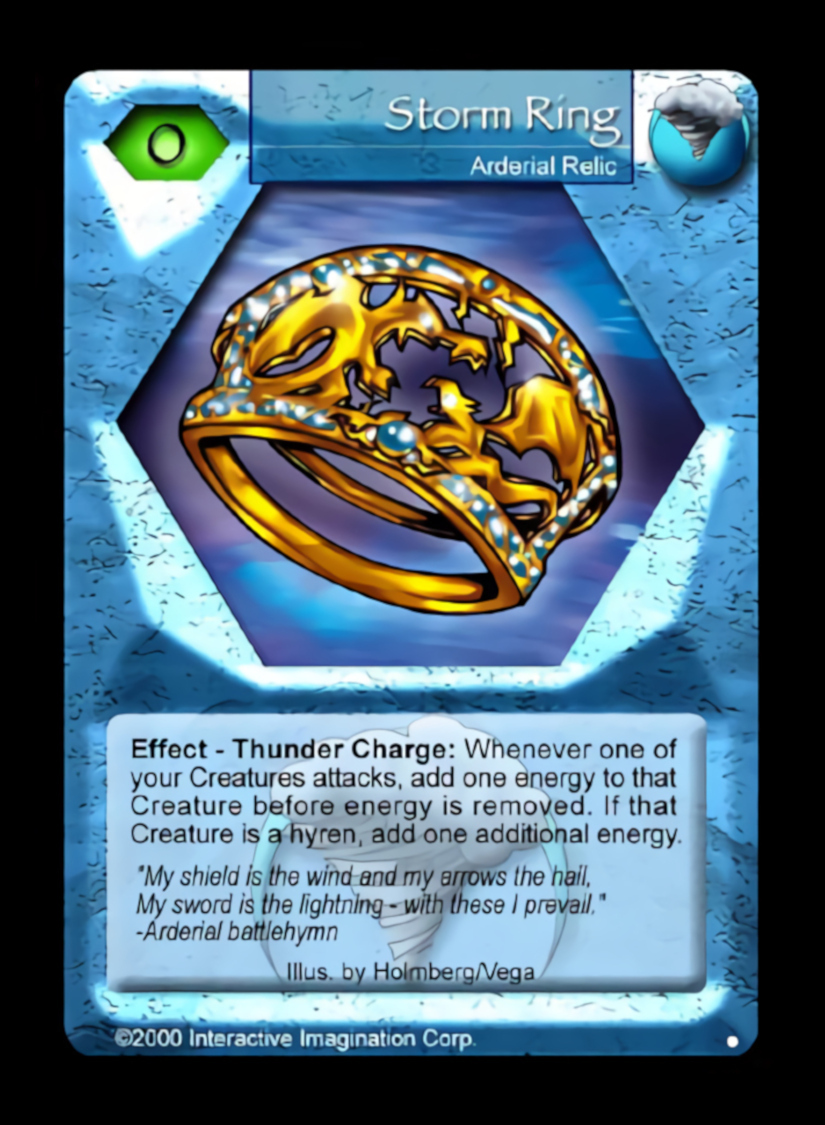 0
Storm Ring
Arderial Relic
Effect - Thunder Charge: Whenever one of
your Creatures attacks, add one energy to that
Creature before energy is removed. If that
Creature is a hyren, add one additional energy.
"My shield is the wind and my arrows the hail,
My sword is the lightning - with these I prevail."
-Arderial battlehymn
Illus. by Holmberg/Vega
©2000 Interactive Imagination Corp.